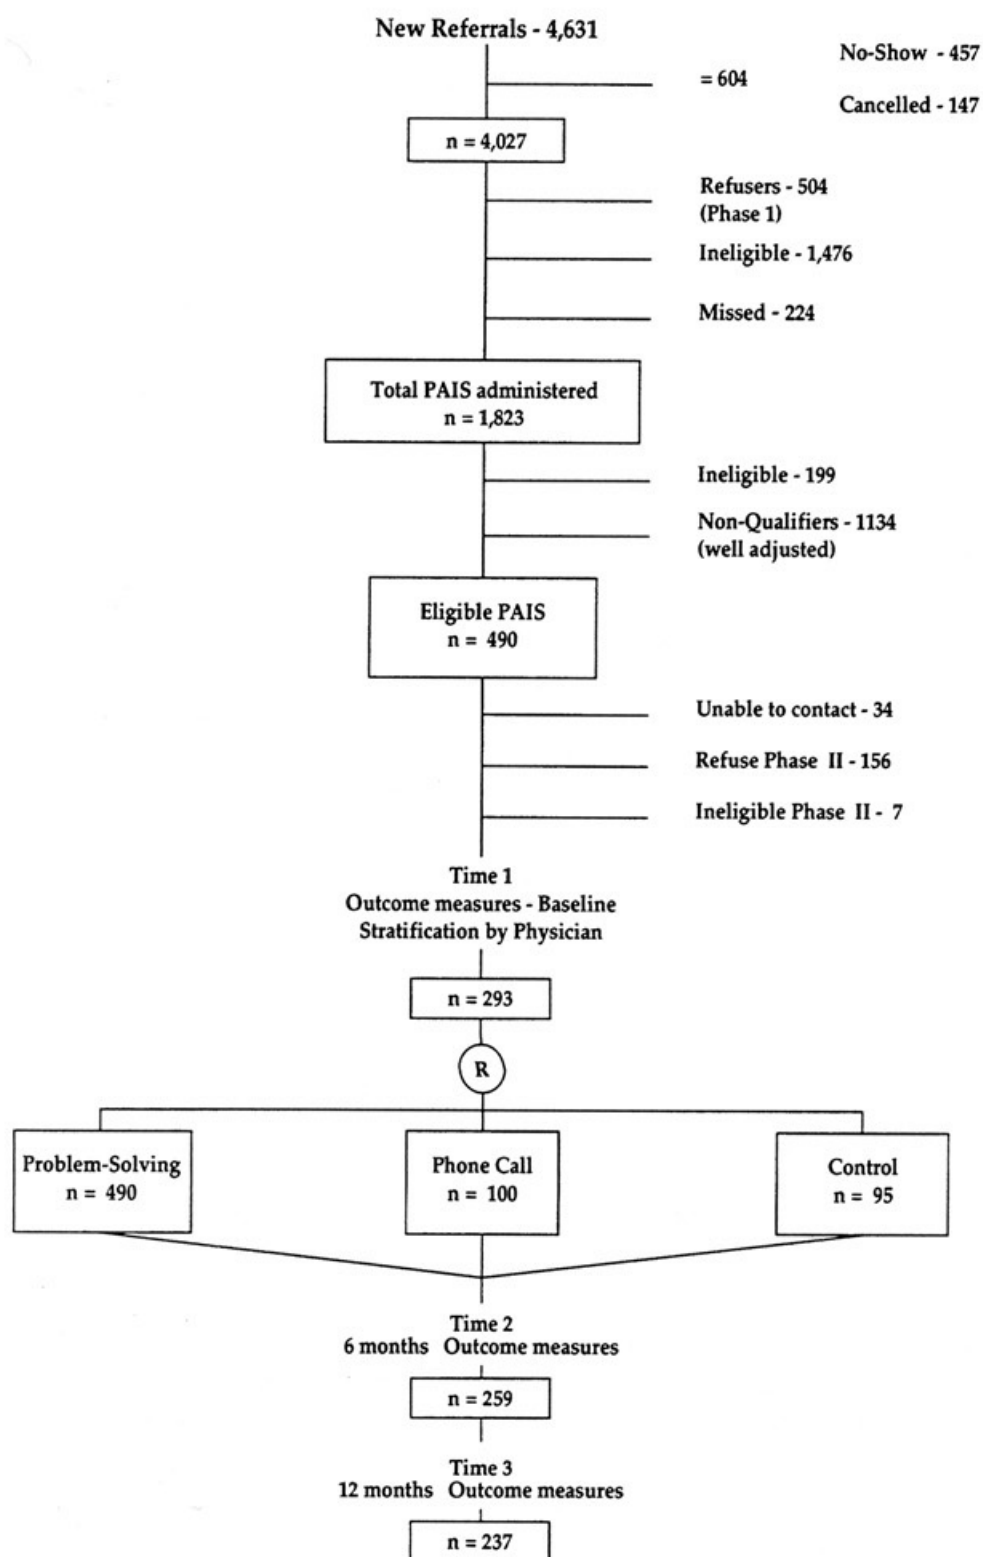 New Referrals - 4,631
No-Show - 457
= 604
Cancelled - 147
n = 4,027
Refusers - 504
(Phase 1)
Ineligible - 1,476
Missed - 224
Total PAIS administered
n = 1,823
Ineligible - 199
Non-Qualifiers - 1134
(well adjusted)
Eligible PAIS
n = 490
Unable to contact - 34
Refuse Phase II - 156
Ineligible Phase II - 7
Time 1
Outcome measures - Baseline
Stratification by Physician
n = 293
R
Problem-Solving
n = 490
Phone Call
n = 100
Control
n = 95
Time 2
6 months Outcome measures
n = 259
Time 3
12 months Outcome measures
n = 237